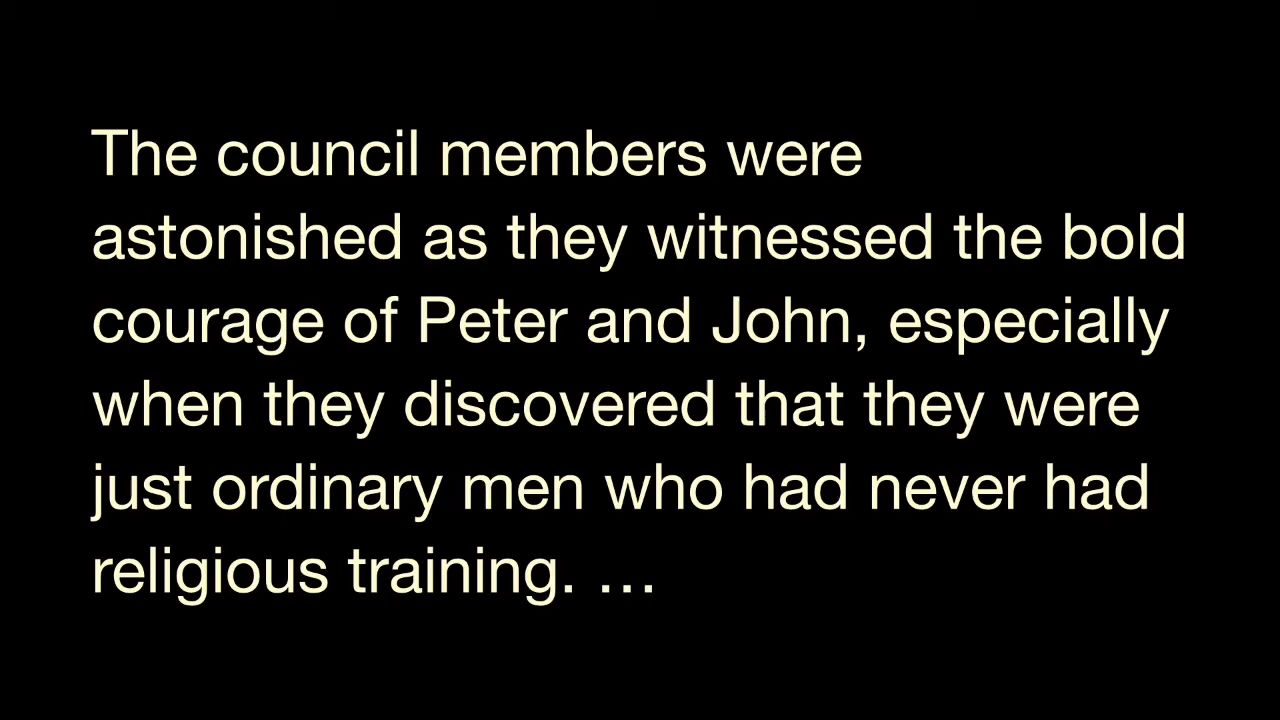 The council members were
astonished as they witnessed the bold
courage of Peter and John, especially
when they discovered that they were
just ordinary men who had never had
religious training. …